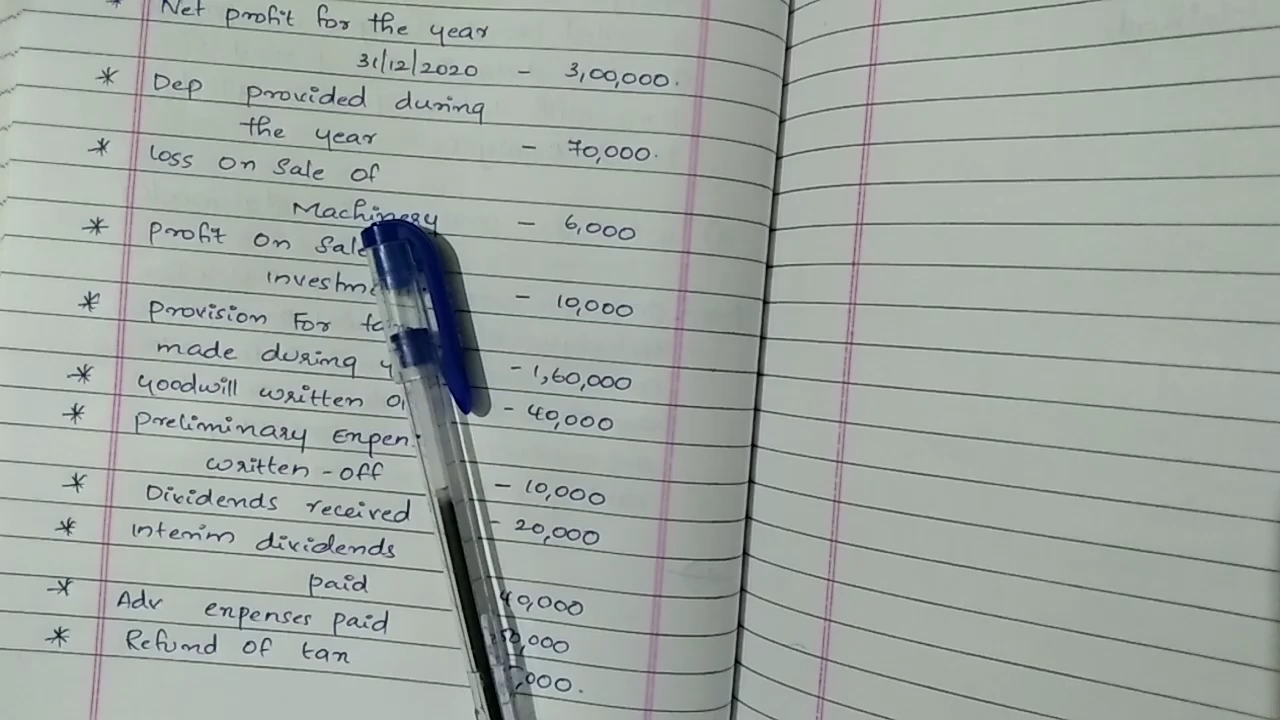 * Net profit for the year
31/12/2020 - 3,00,000.
* Dep provided during
the year - 70,000.
* Loss on Sale of
Machinery - 6,000
* Profit on Sale
- 10,000
* Provision For
made during - 1,60,000
* Goodwill written - 40,000
* Preliminary
written-off - 10,000
* Dividends received - 20,000
* Interim dividends
paid 40,000
* Adv expenses paid
* Refund of tax